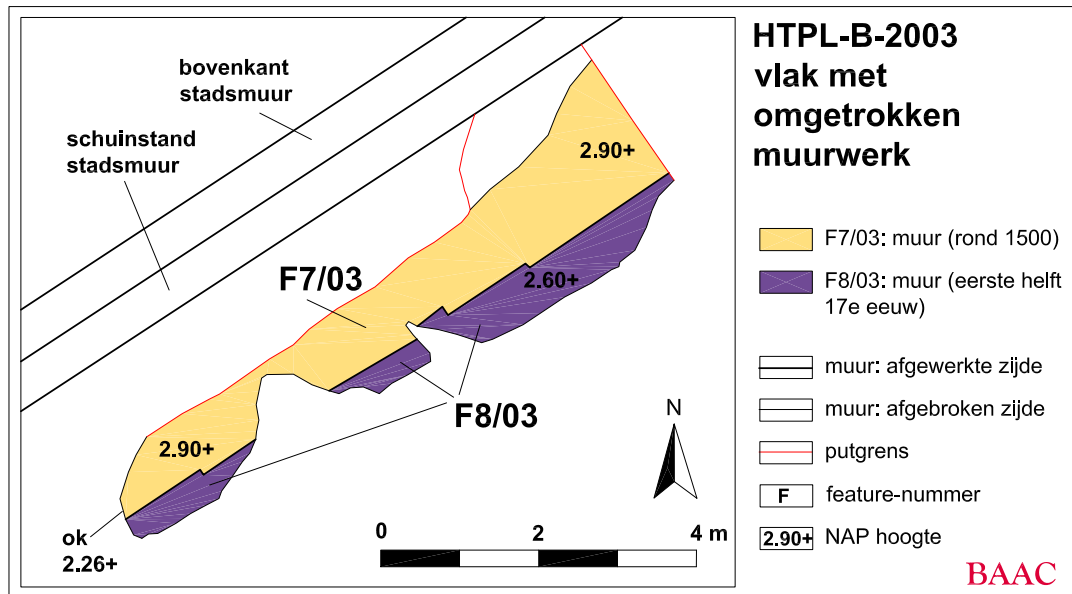 bovenkant
stadsmuur
schuinstand
stadsmuur
2.90+
F7/03
2.60+
F8/03
2.90+
ok
2.26+
N
0 2 4 m
HTPL-B-2003
vlak met
omgetrokken
muurwerk
F7/03: muur (rond 1500)
F8/03: muur (eerste helft
17e eeuw)
muur: afgewerkte zijde
muur: afgebroken zijde
putgrens
F feature-nummer
2.90+ NAP hoogte
BAAC